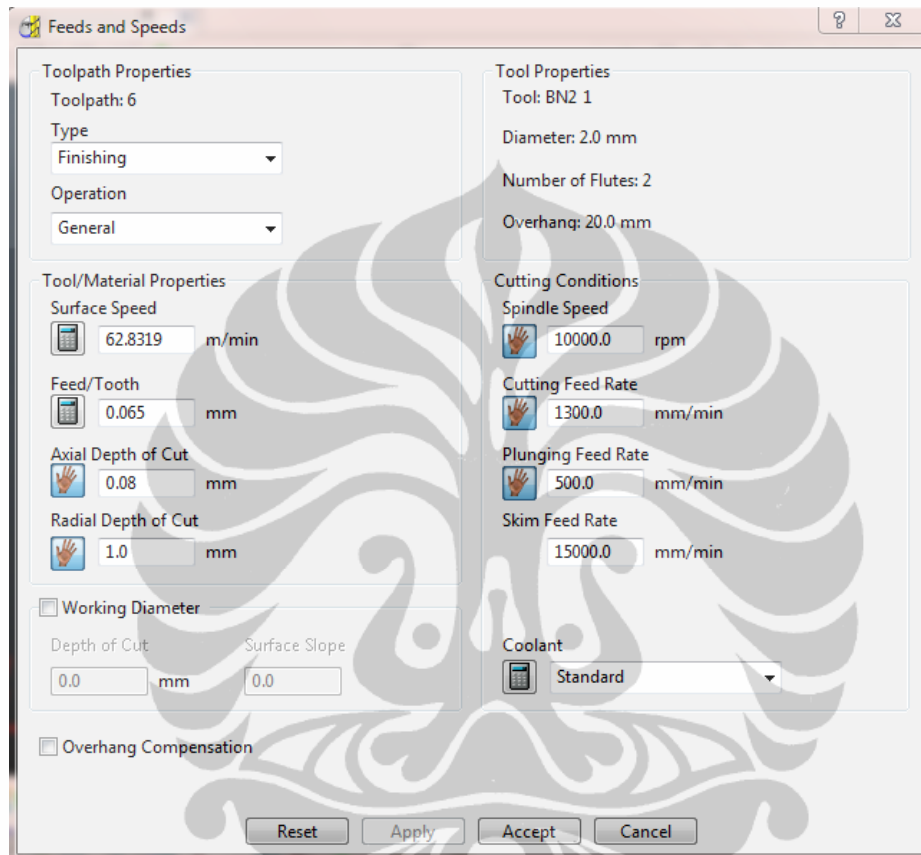 Feeds and Speeds
Toolpath Properties
Toolpath: 6
Type
Finishing
Operation
General
Tool Properties
Tool: BN2 1
Diameter: 2.0 mm
Number of Flutes: 2
Overhang: 20.0 mm
Tool/Material Properties
Surface Speed
62.8319 m/min
Feed/Tooth
0.065 mm
Axial Depth of Cut
0.08 mm
Radial Depth of Cut
1.0 mm
Cutting Conditions
Spindle Speed
10000.0 rpm
Cutting Feed Rate
1300.0 mm/min
Plunging Feed Rate
500.0 mm/min
Skim Feed Rate
15000.0 mm/min
Working Diameter
Depth of Cut Surface Slope
0.0 mm 0.0
Coolant
Standard
Overhang Compensation
Reset Apply Accept Cancel